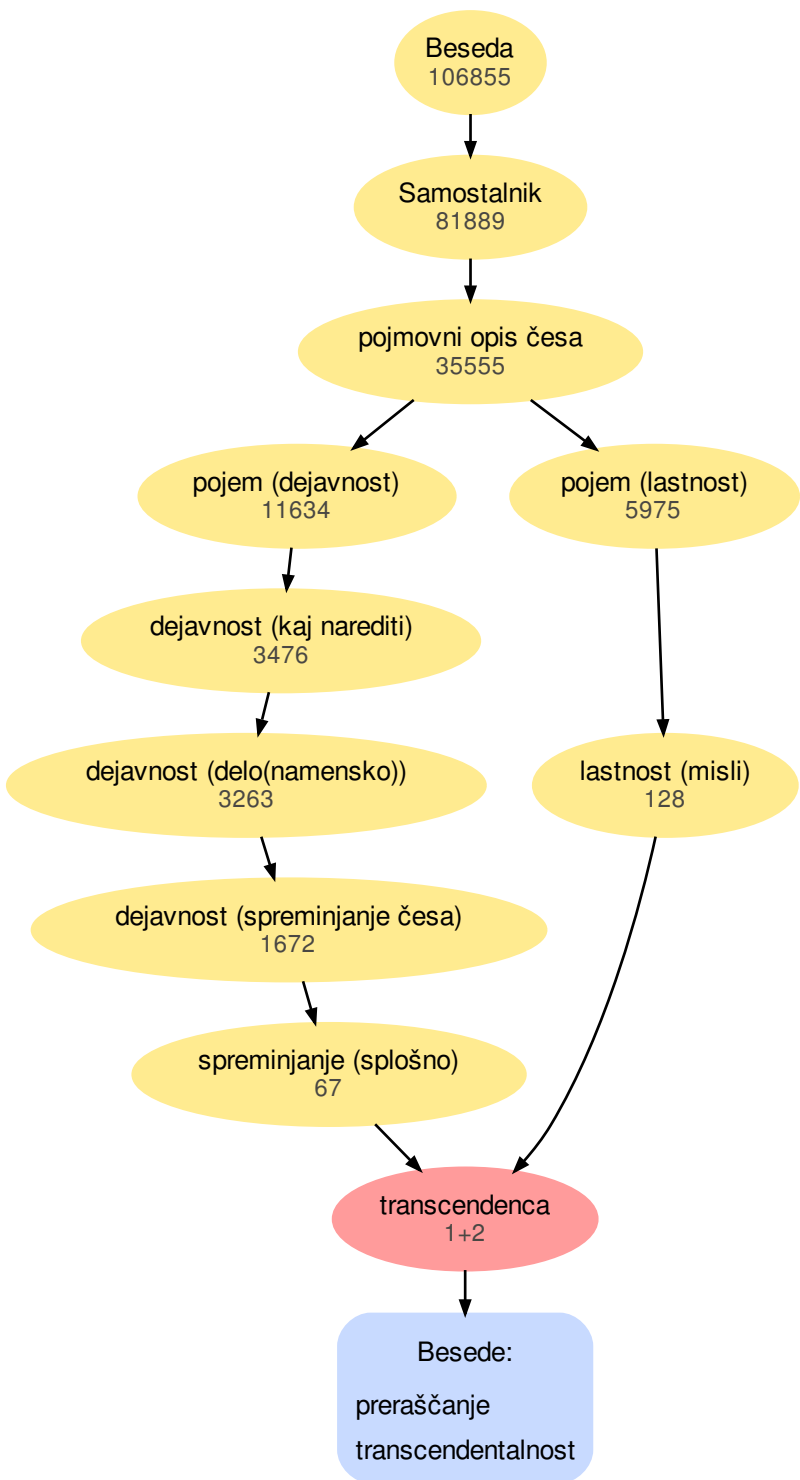 Beseda
106855
Samostalnik
81889
pojmovni opis česa
35555
pojem (dejavnost)
11634
pojem (lastnost)
5975
dejavnost (kaj narediti)
3476
dejavnost (delo(namensko))
3263
lastnost (misli)
128
dejavnost (spreminjanje česa)
1672
spreminjanje (splošno)
67
transcendenca
1+2
Besede:
preraščanje
transcendentalnost